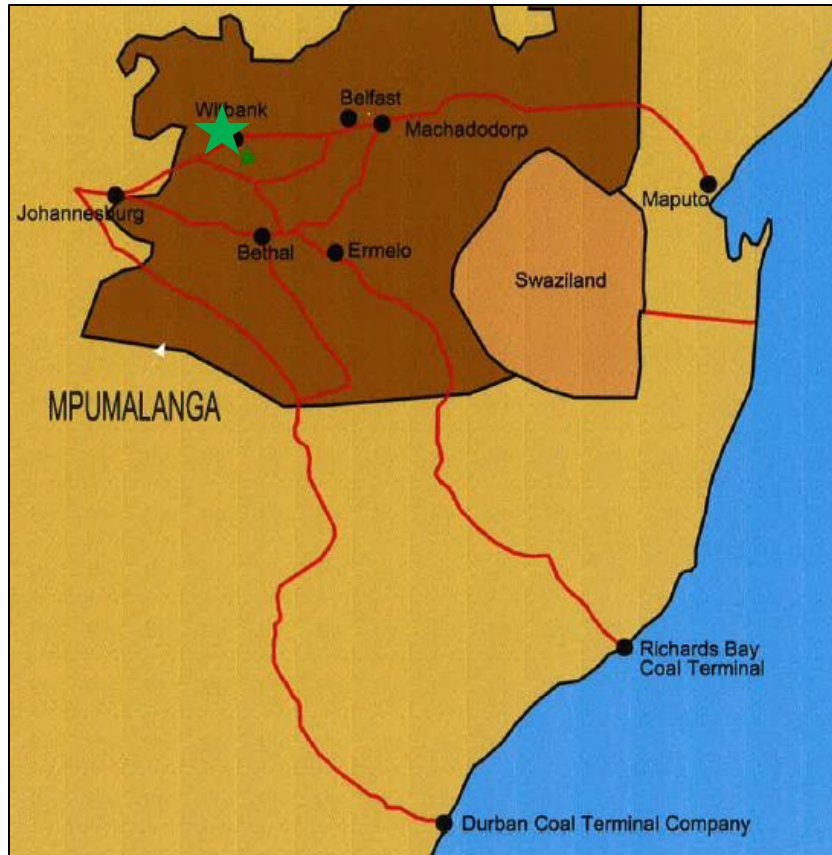 Witbank
Belfast
Machadodorp
Maputo
Johannesburg
Bethal
Ermelo
Swaziland
MPUMALANGA
Richards Bay
Coal Terminal
Durban Coal Terminal Company